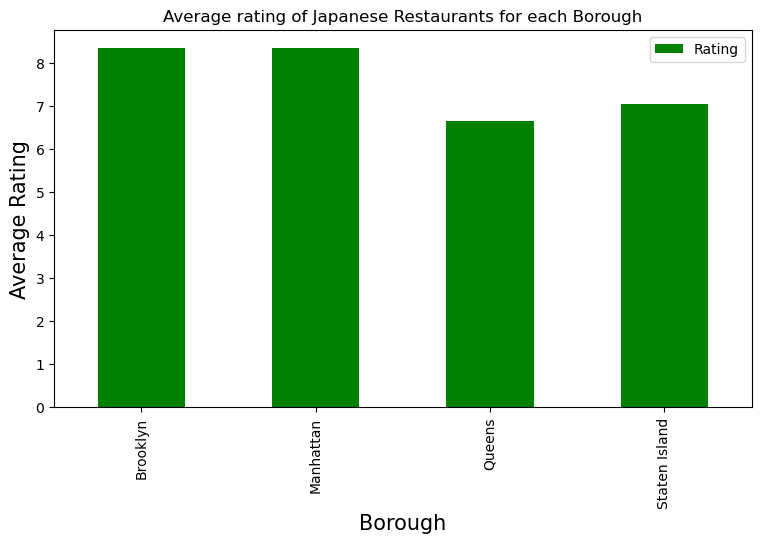 Average rating of Japanese Restaurants for each Borough
Rating
8
7
6
5
4
3
2
1
0
Average Rating
Brooklyn
Manhattan
Queens
Staten Island
Borough